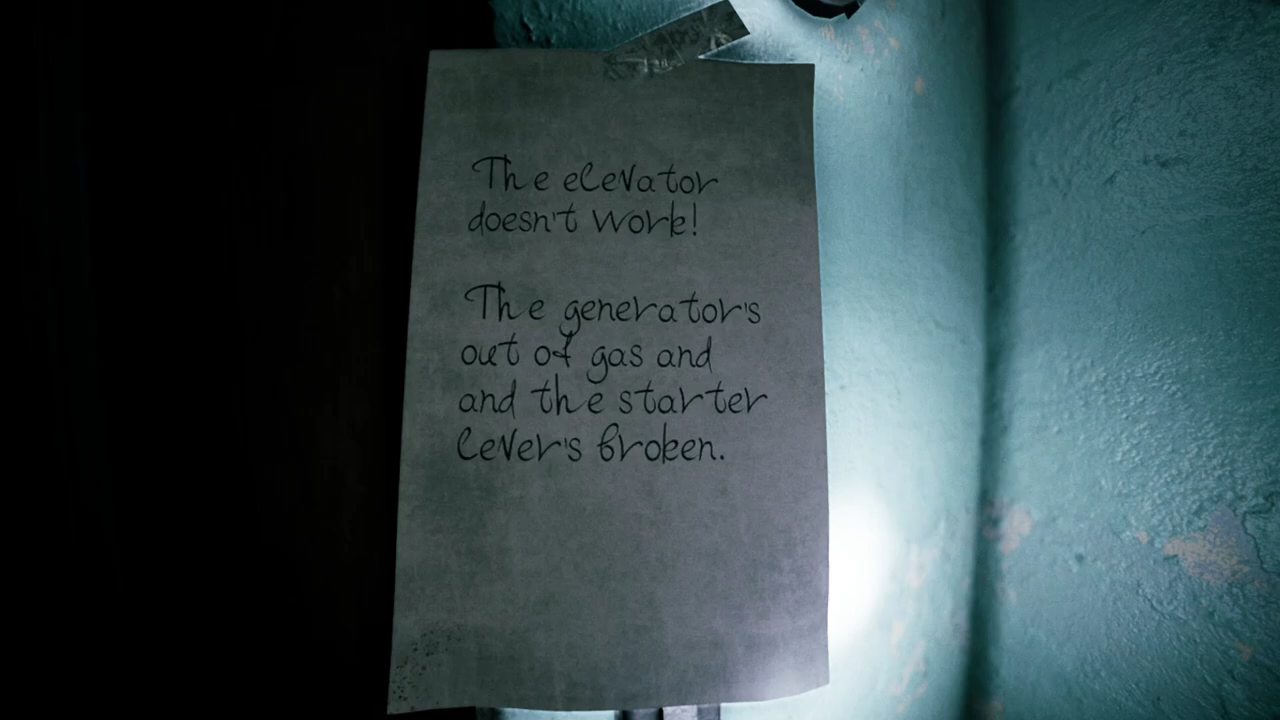 The elevator
doesn't work!
The generator's
out of gas and
and the starter
lever's broken.